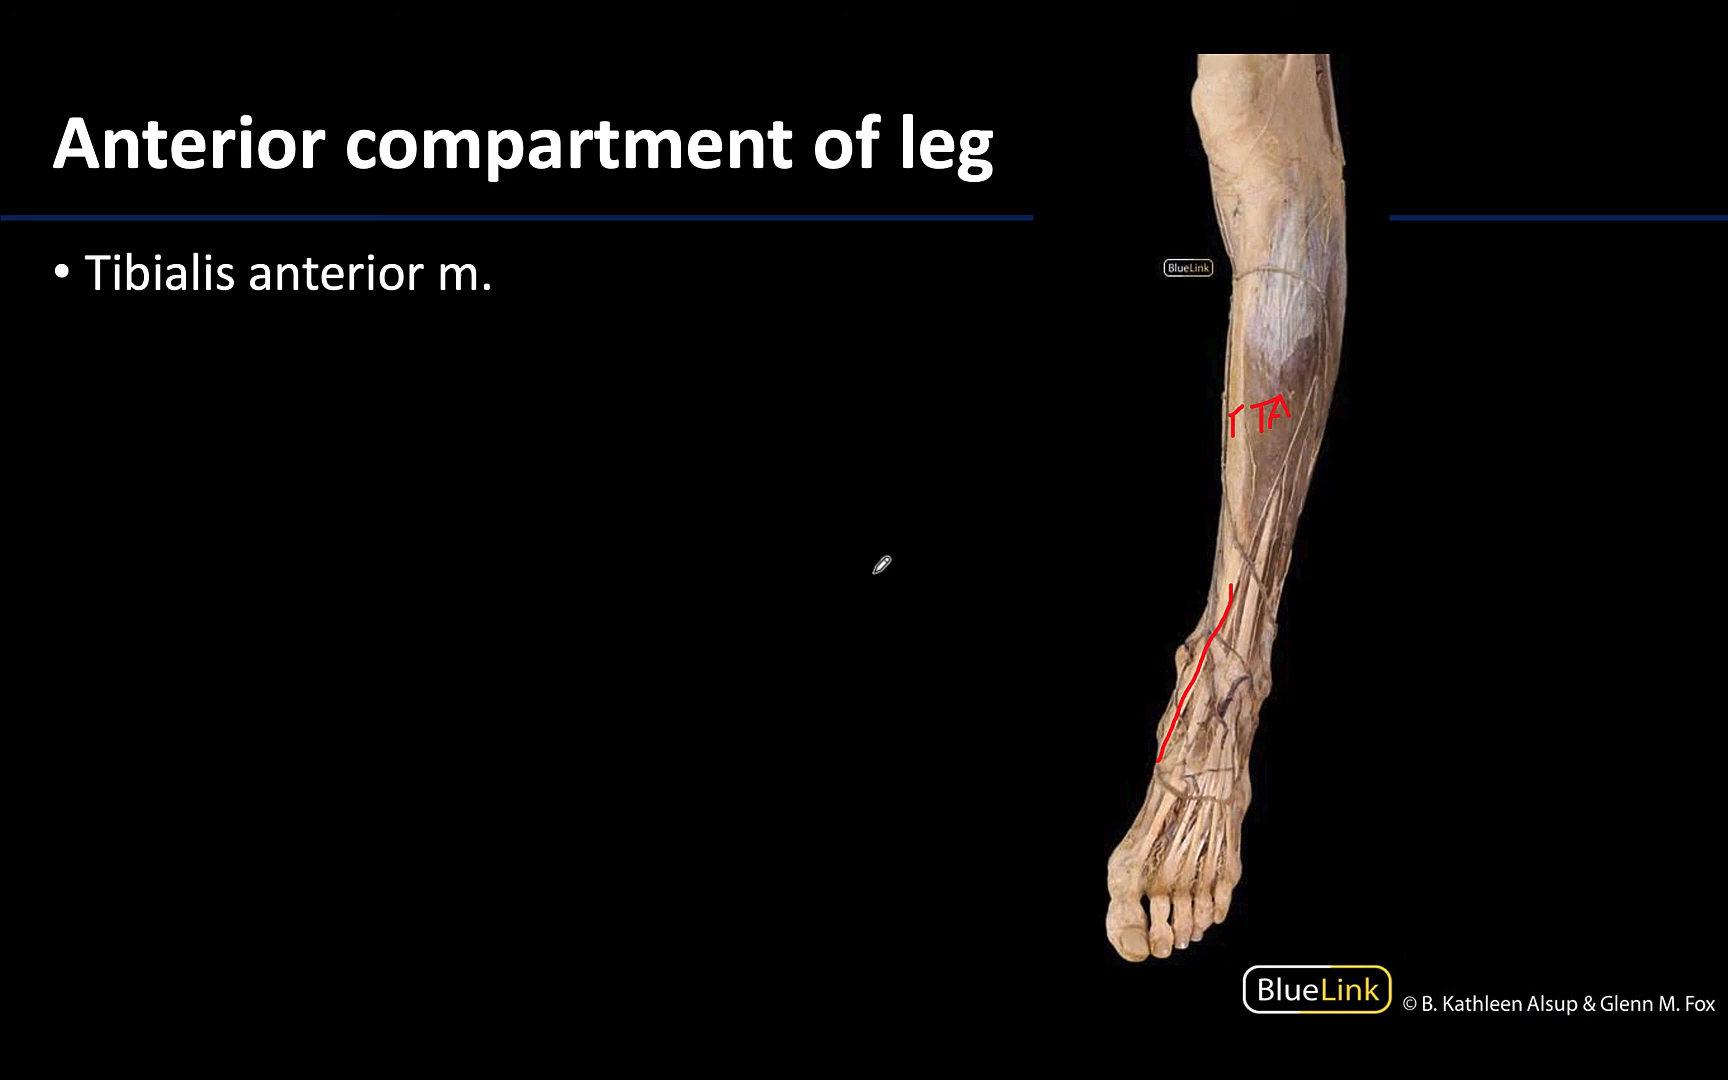 Anterior compartment of leg
• Tibialis anterior m.
BlueLink
T TA
BlueLink
© B. Kathleen Alsup & Glenn M. Fox